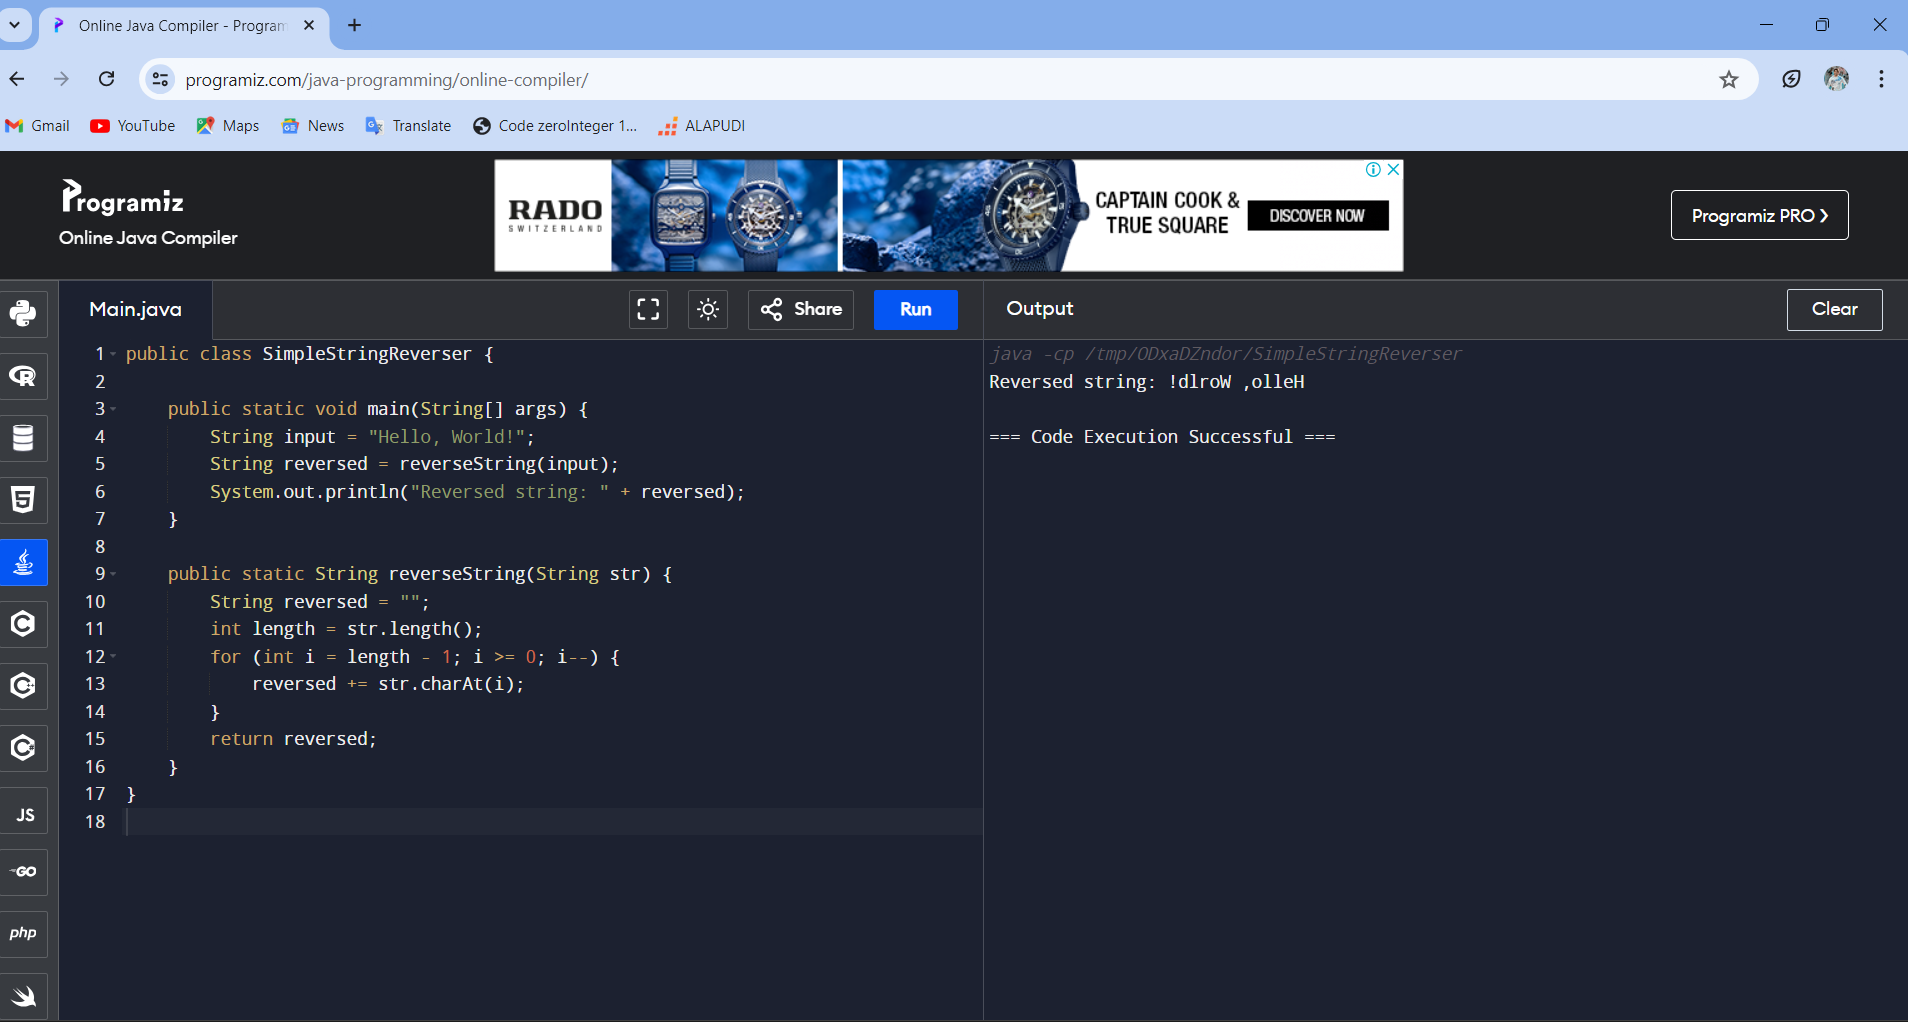 Online Java Compiler - Program
programiz.com/java-programming/online-compiler/
Gmail YouTube Maps News Translate Code zeroInteger 1... ALAPUDI
Programiz
Online Java Compiler
RADO
SWITZERLAND
CAPTAIN COOK &
TRUE SQUARE
DISCOVER NOW
Programiz PRO ❯
Main.java
Share
Run
Output
Clear
1 public class SimpleStringReverser {
2
3     public static void main(String[] args) {
4         String input = "Hello, World!";
5         String reversed = reverseString(input);
6         System.out.println("Reversed string: " + reversed);
7     }
8
9     public static String reverseString(String str) {
10         String reversed = "";
11         int length = str.length();
12         for (int i = length - 1; i >= 0; i--) {
13             reversed += str.charAt(i);
14         }
15         return reversed;
16     }
17 }
18
java -cp /tmp/ODxaDZndor/SimpleStringReverser
Reversed string: !dlroW ,olleH
=== Code Execution Successful ===
R
5
C
C++
C#
JS
GO
php